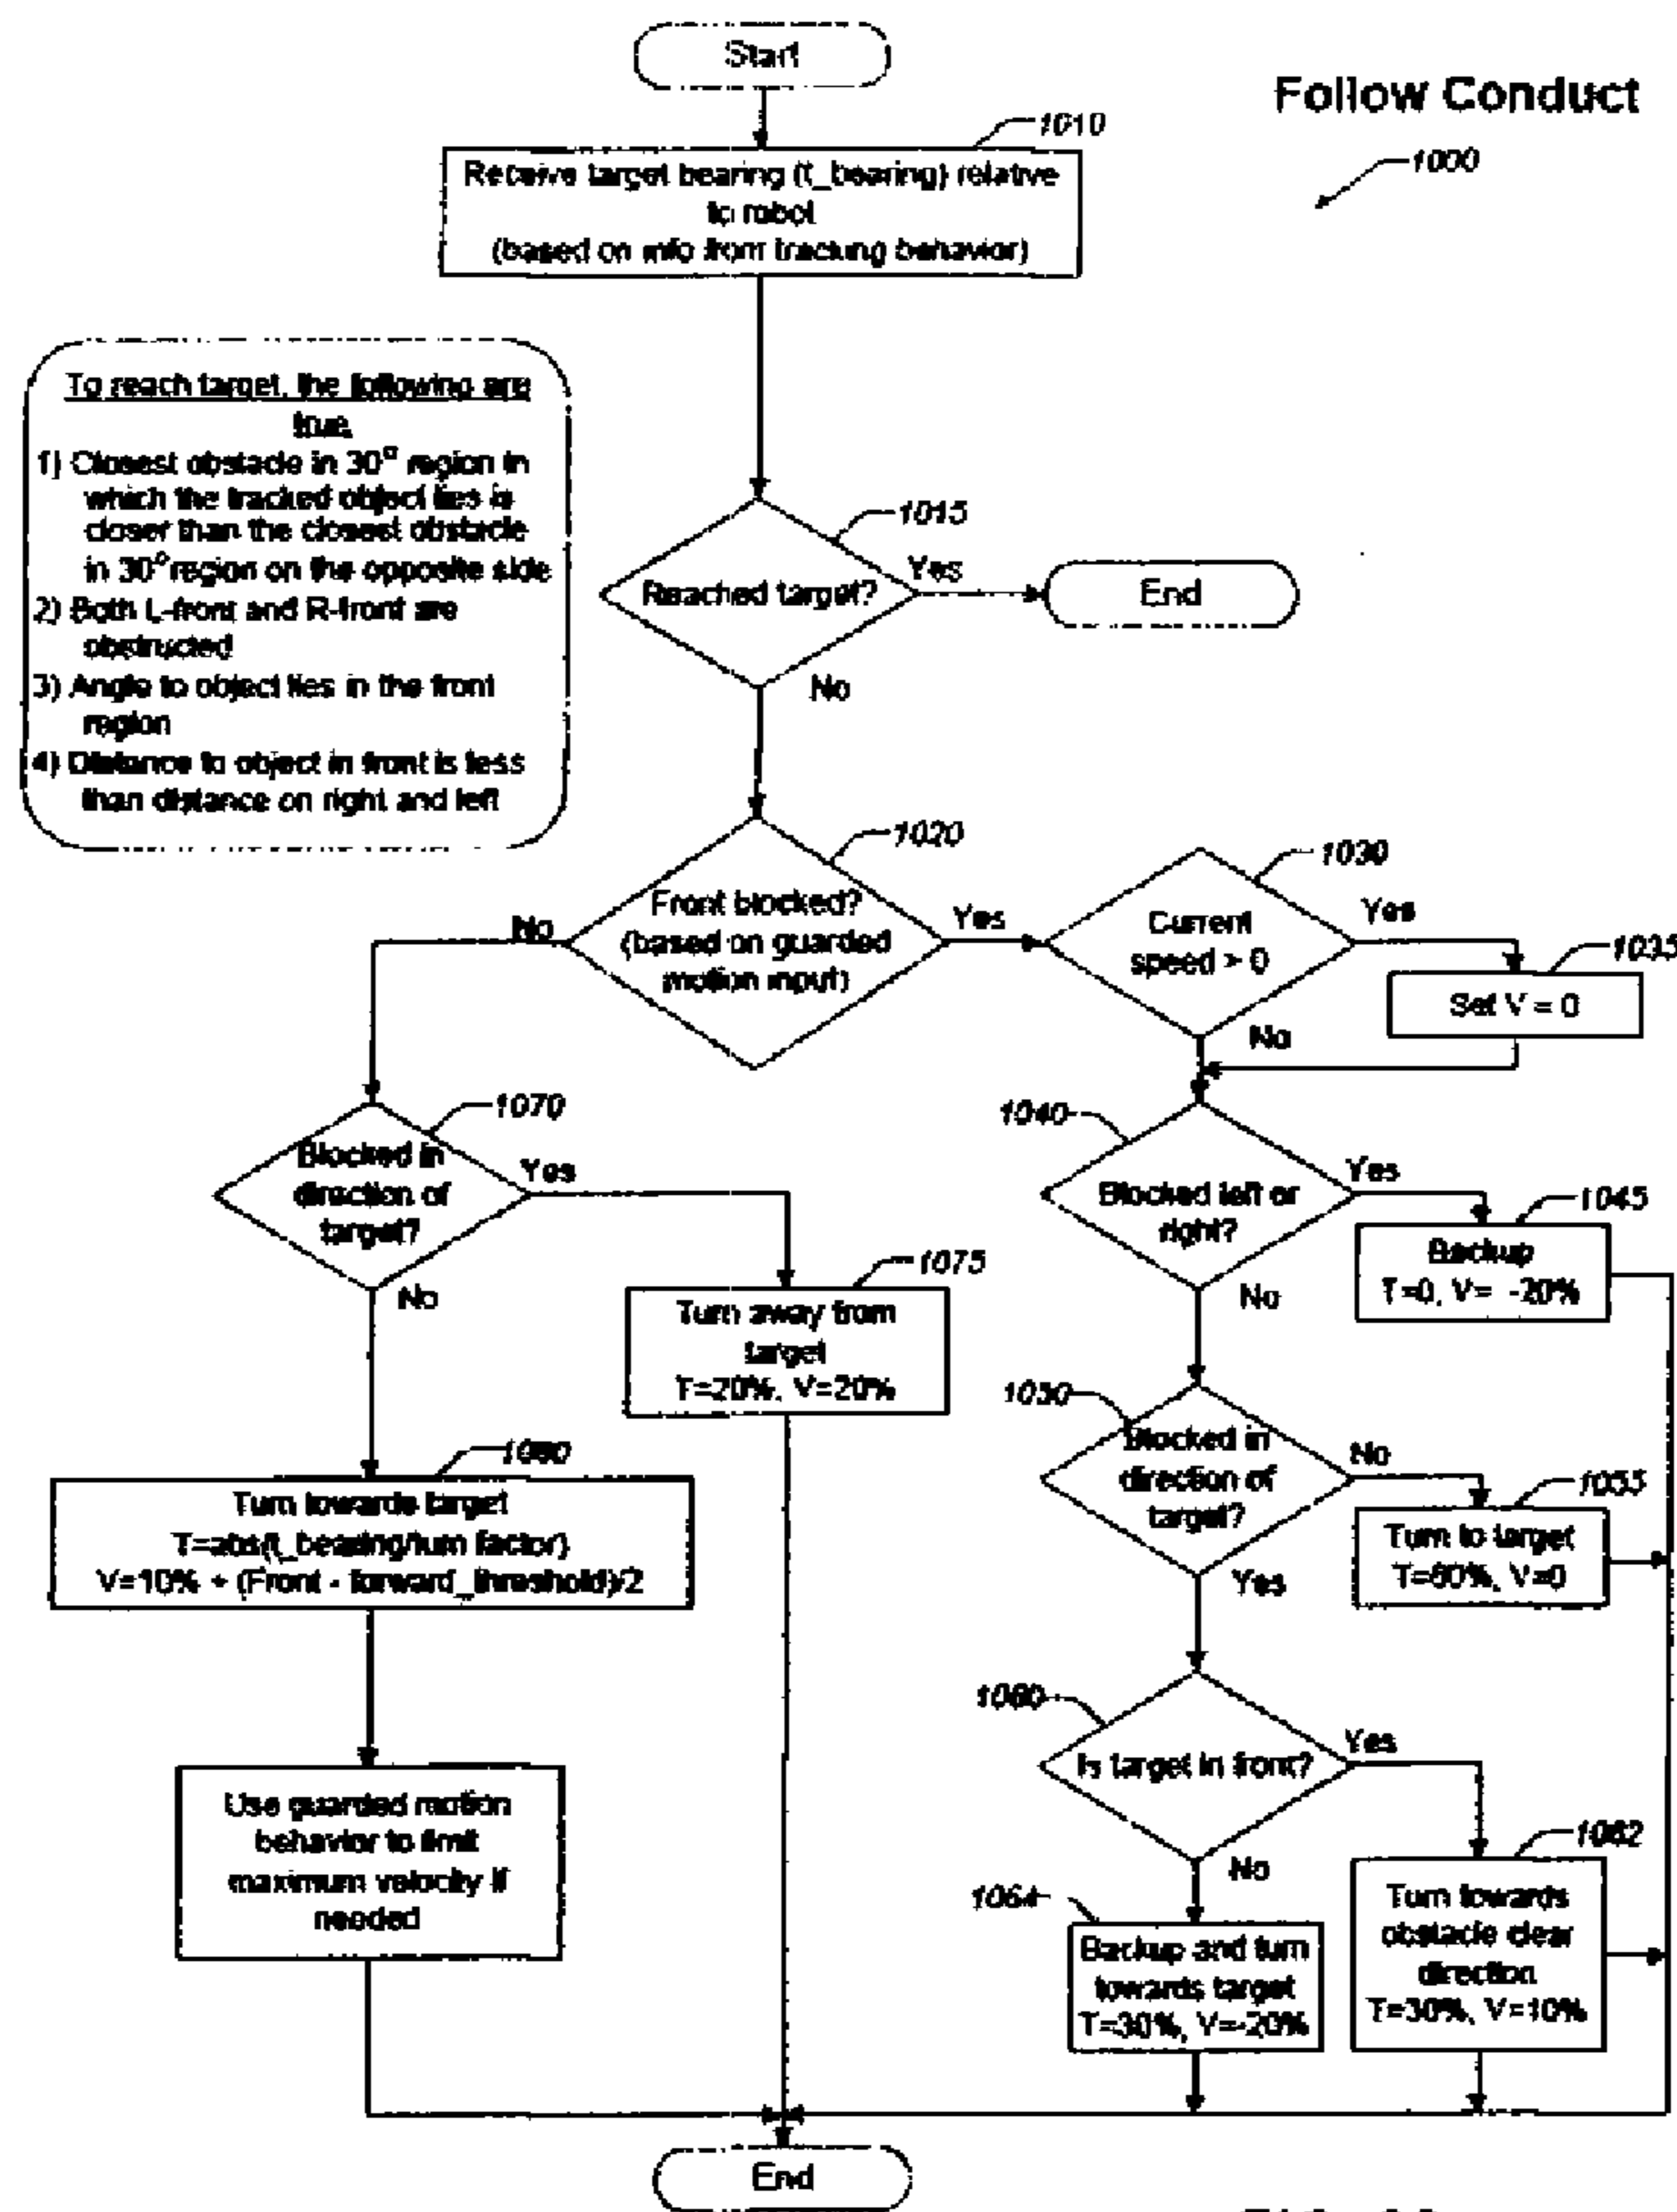 Start
Follow Conduct
1010
1000
Receive target bearing (t_bearing) relative
to robot
(based on info from tracking behavior)
To reach target, the following are
true.
1) Closest obstacle in 30° region in
which the tracked object lies is
closer than the closest obstacle
in 30° region on the opposite side
2) Both L-front and R-front are
obstructed
3) Angle to object lies in the front
region
4) Distance to object in front is less
than distance on right and left
1015
Reached target?
Yes
End
No
1020
Front blocked?
(based on guarded
motion input)
No
Yes
1030
Current
speed > 0
Yes
1035
Set V = 0
No
1070
Blocked in
direction of
target?
Yes
No
1075
Turn away from
target
T=20%, V=20%
1040
Blocked left or
right?
Yes
1045
Backup
T=0, V= -20%
No
1050
Blocked in
direction of
target?
No
1055
Turn to target
T=60%, V=0
Yes
1080
Turn towards target
T=abs(t_bearing/turn factor)
V=10% + (Front - forward_threshold)/2
Use guarded motion
behavior to limit
maximum velocity if
needed
1060
Is target in front?
Yes
1062
Turn towards
obstacle clear
direction
T=30%, V=10%
No
1064
Backup and turn
towards target
T=30%, V=-20%
End